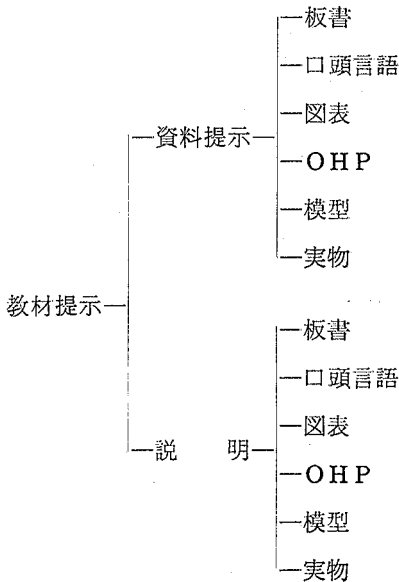 板書
口頭言語
図表
資料提示
OHP
模型
実物
教材提示
板書
口頭言語
図表
説明
OHP
模型
実物